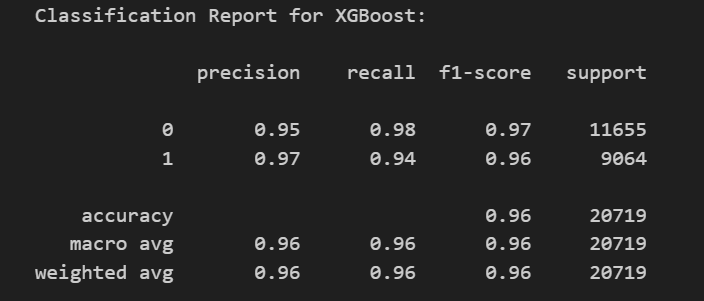 Classification Report for XGBoost:
precision recall f1-score support
0 0.95 0.98 0.97 11655
1 0.97 0.94 0.96 9064
accuracy 0.96 20719
macro avg 0.96 0.96 0.96 20719
weighted avg 0.96 0.96 0.96 20719